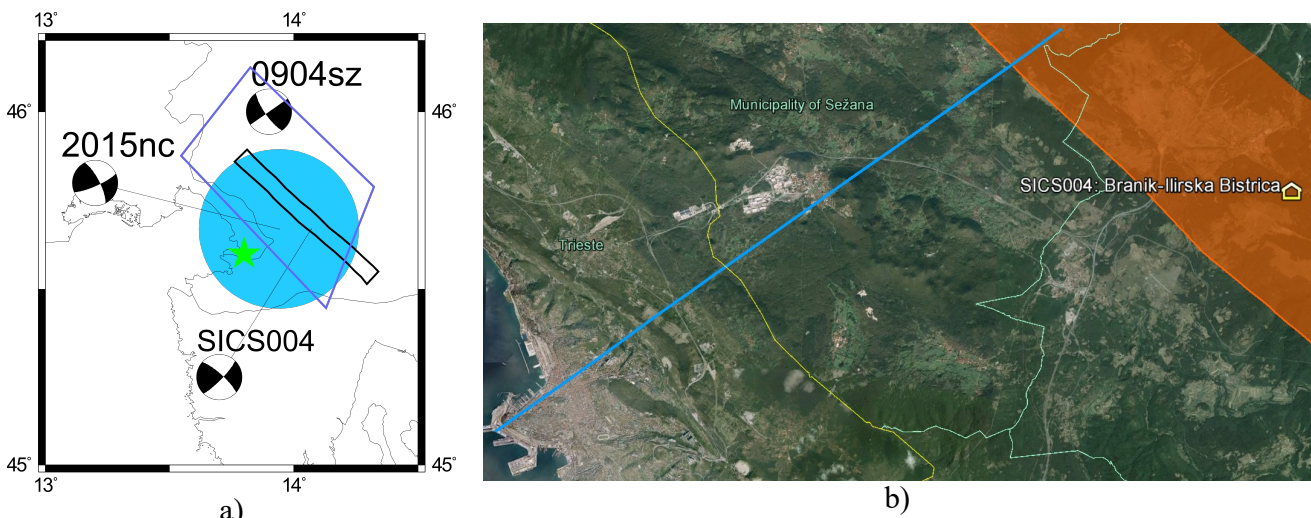 13°
14°
0904sz
46°
46°
2015nc
SICS004
45°
45°
13°
14°
a)
Municipality of Sežana
SICS004: Branik-Ilirska Bistrica
Trieste
b)